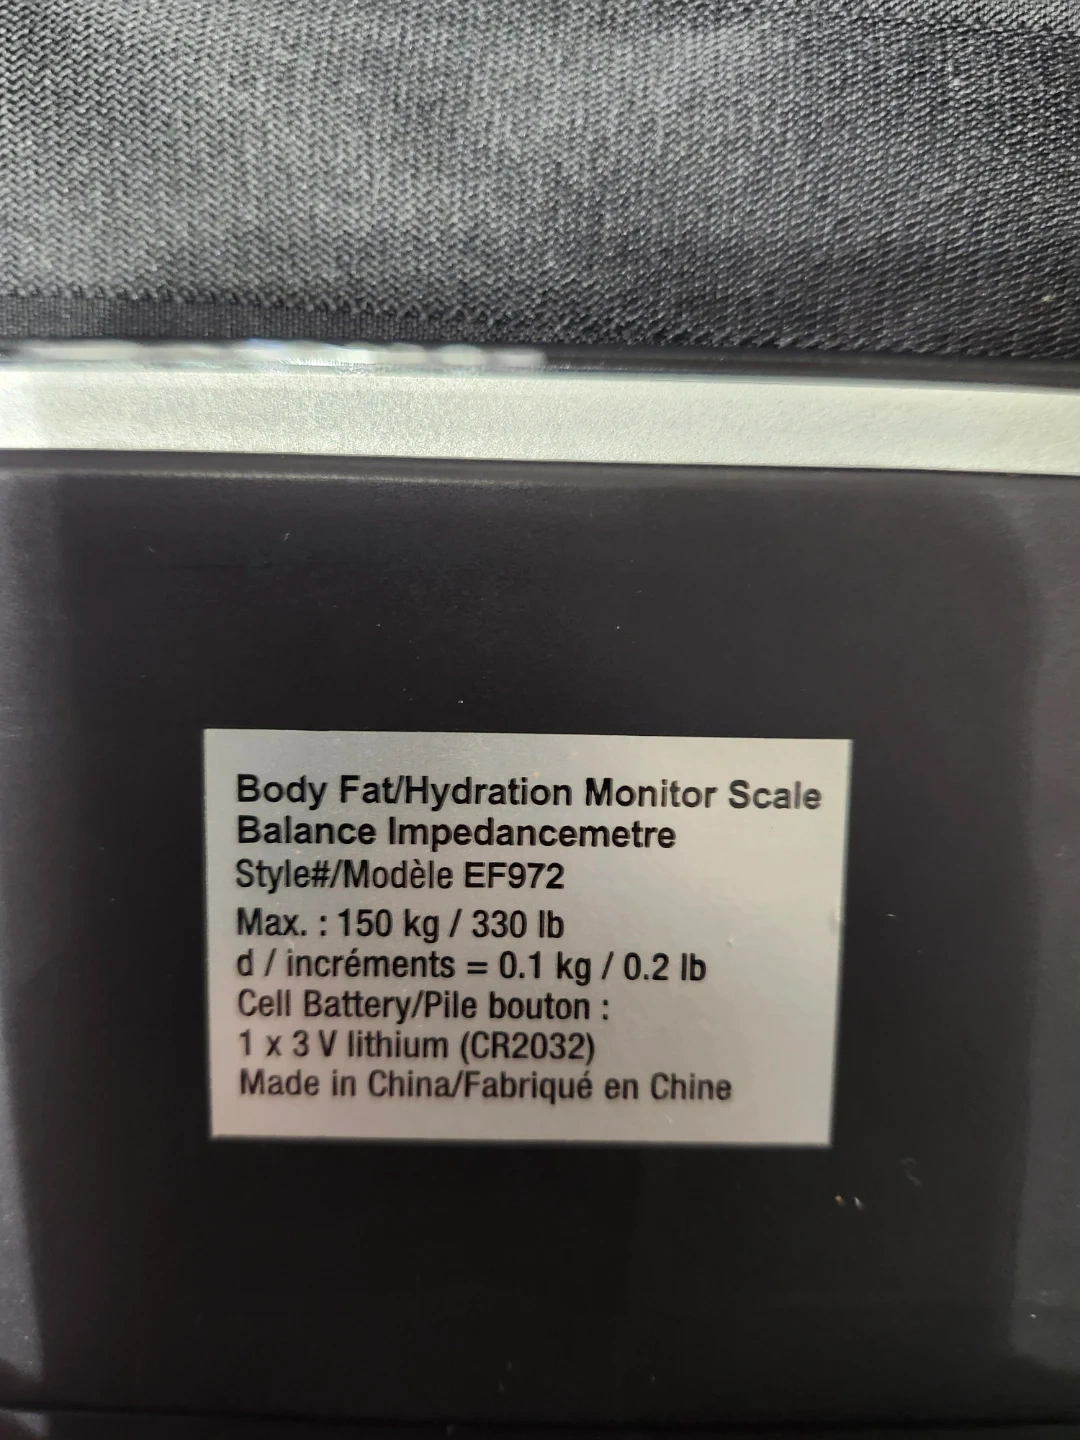 Body Fat/Hydration Monitor Scale
Balance Impedancemetre
Style#/Modèle EF972
Max. : 150 kg / 330 lb
d / incréments = 0.1 kg / 0.2 lb
Cell Battery/Pile bouton :
1 x 3 V lithium (CR2032)
Made in China/Fabriqué en Chine